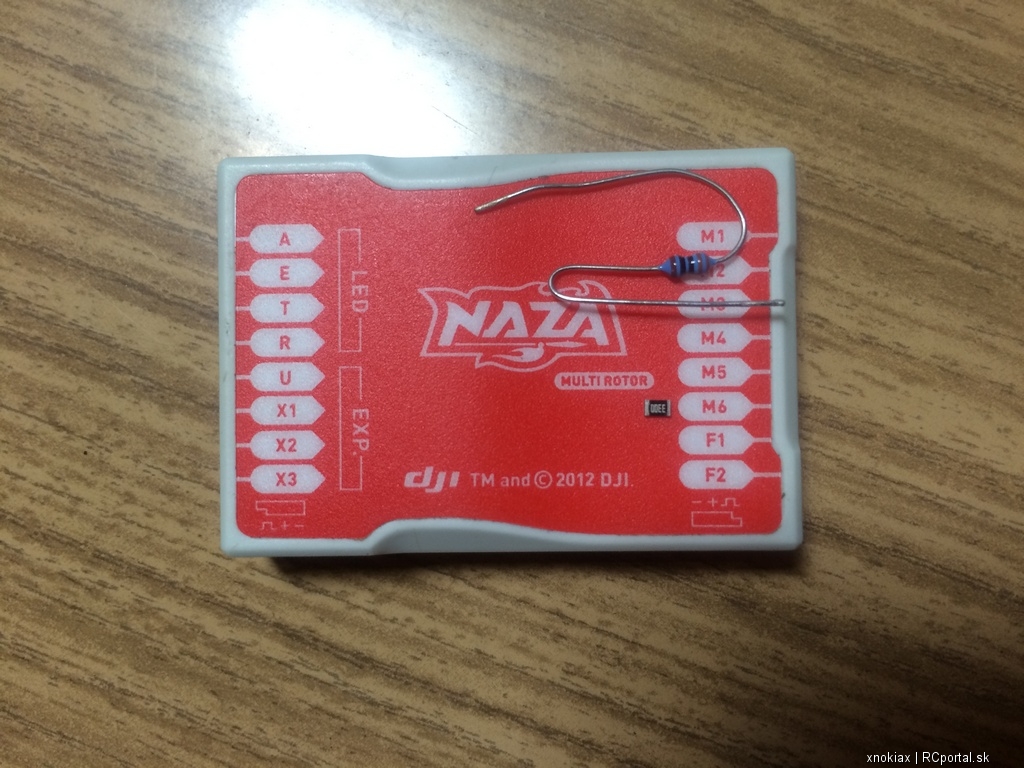 A
E
T
R
U
X1
X2
X3
LED
EXP.
NAZA
MULTI ROTOR
dji TM and © 2012 DJI.
M1
M3
M4
M5
M6
F1
F2
xnokiax | RCportal.sk